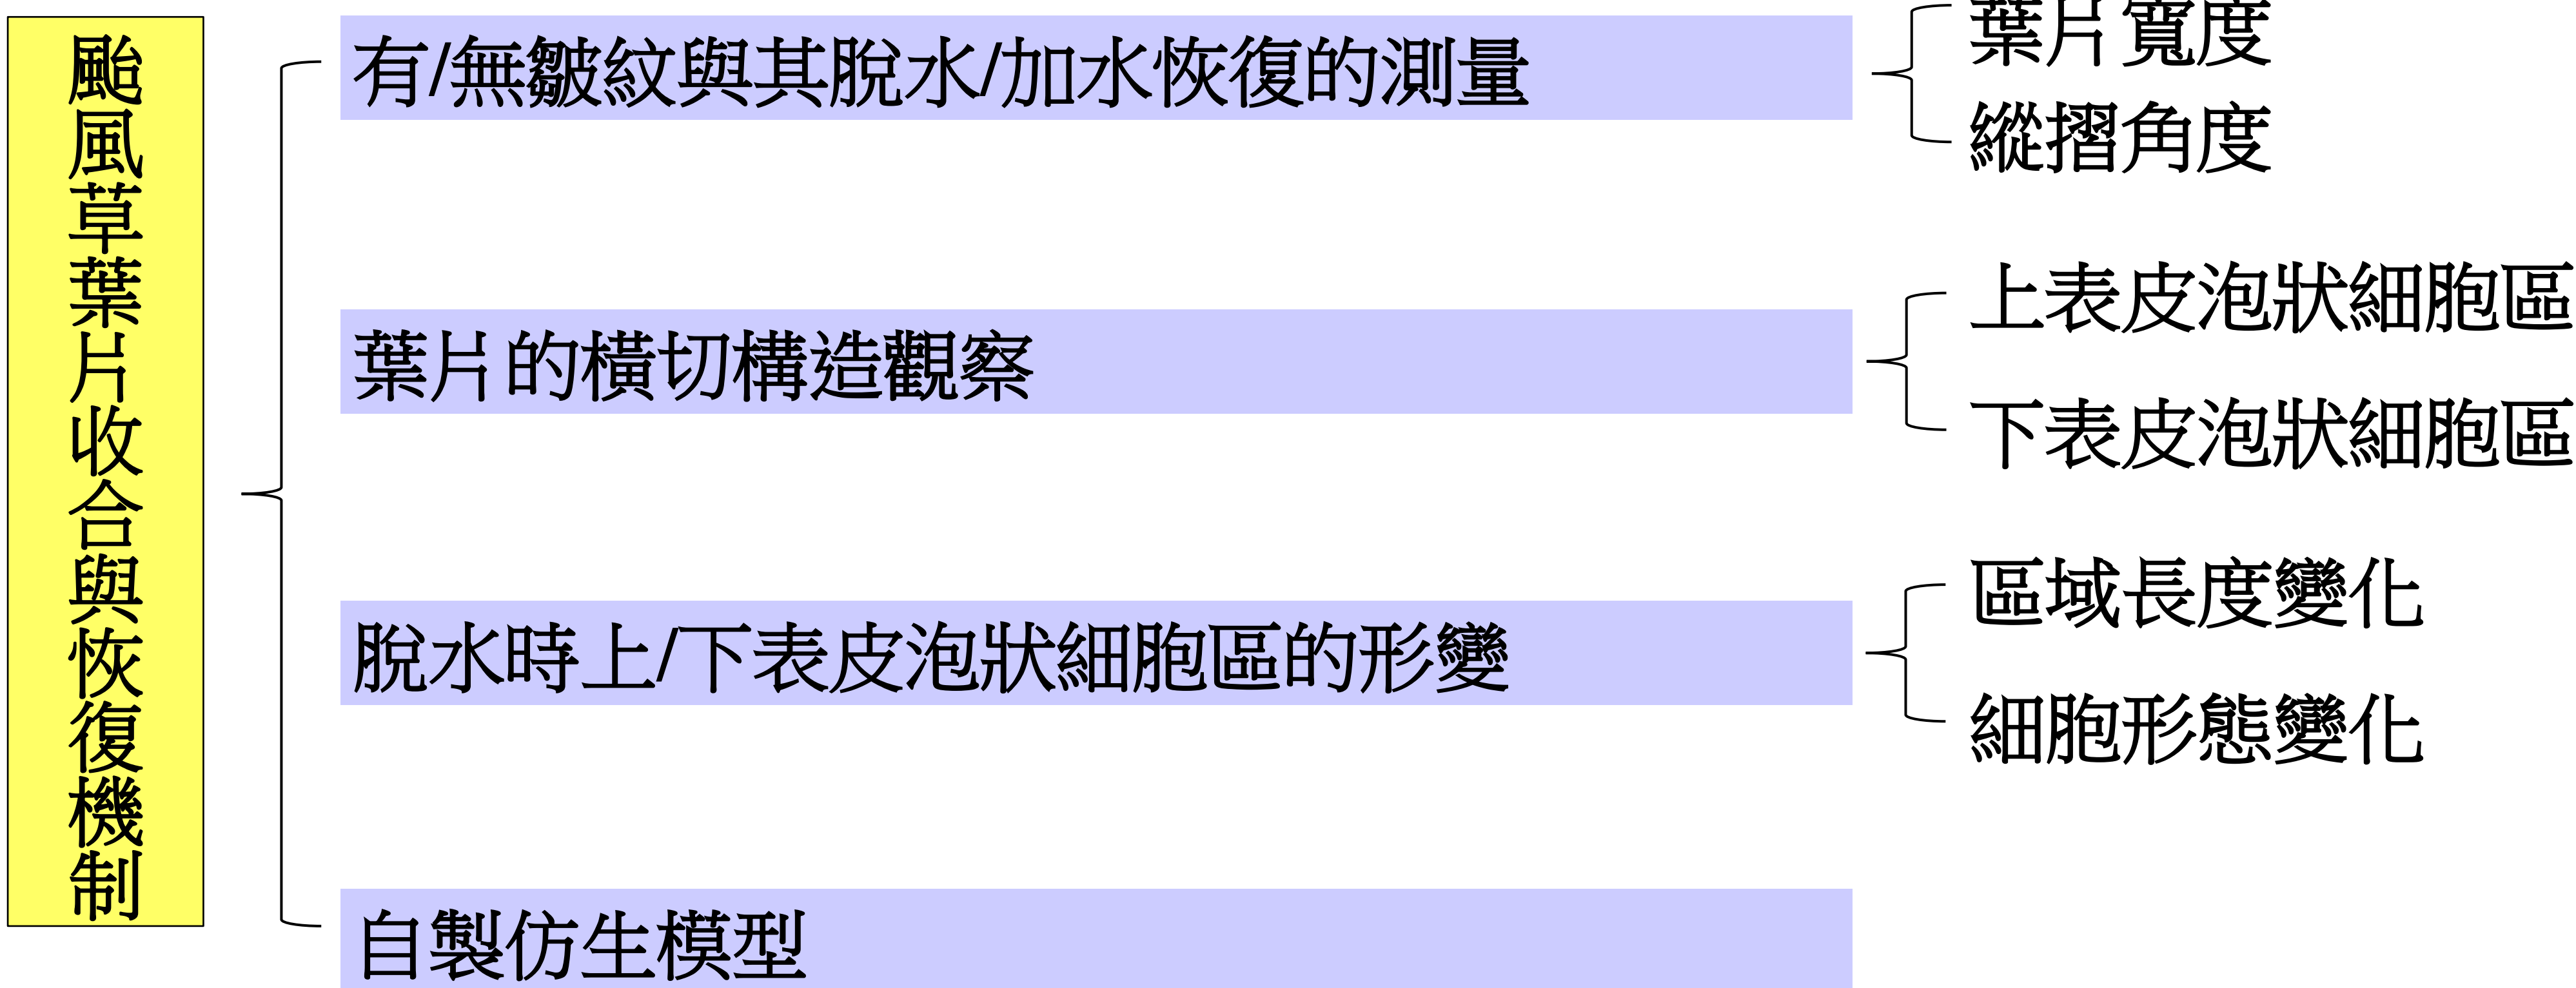 颱風草葉片收合與恢復機制
有/無皺紋與其脫水/加水恢復的測量
葉片寬度
縱摺角度
葉片的橫切構造觀察
上表皮泡狀細胞區
下表皮泡狀細胞區
脫水時上/下表皮泡狀細胞區的形變
區域長度變化
細胞形態變化
自製仿生模型